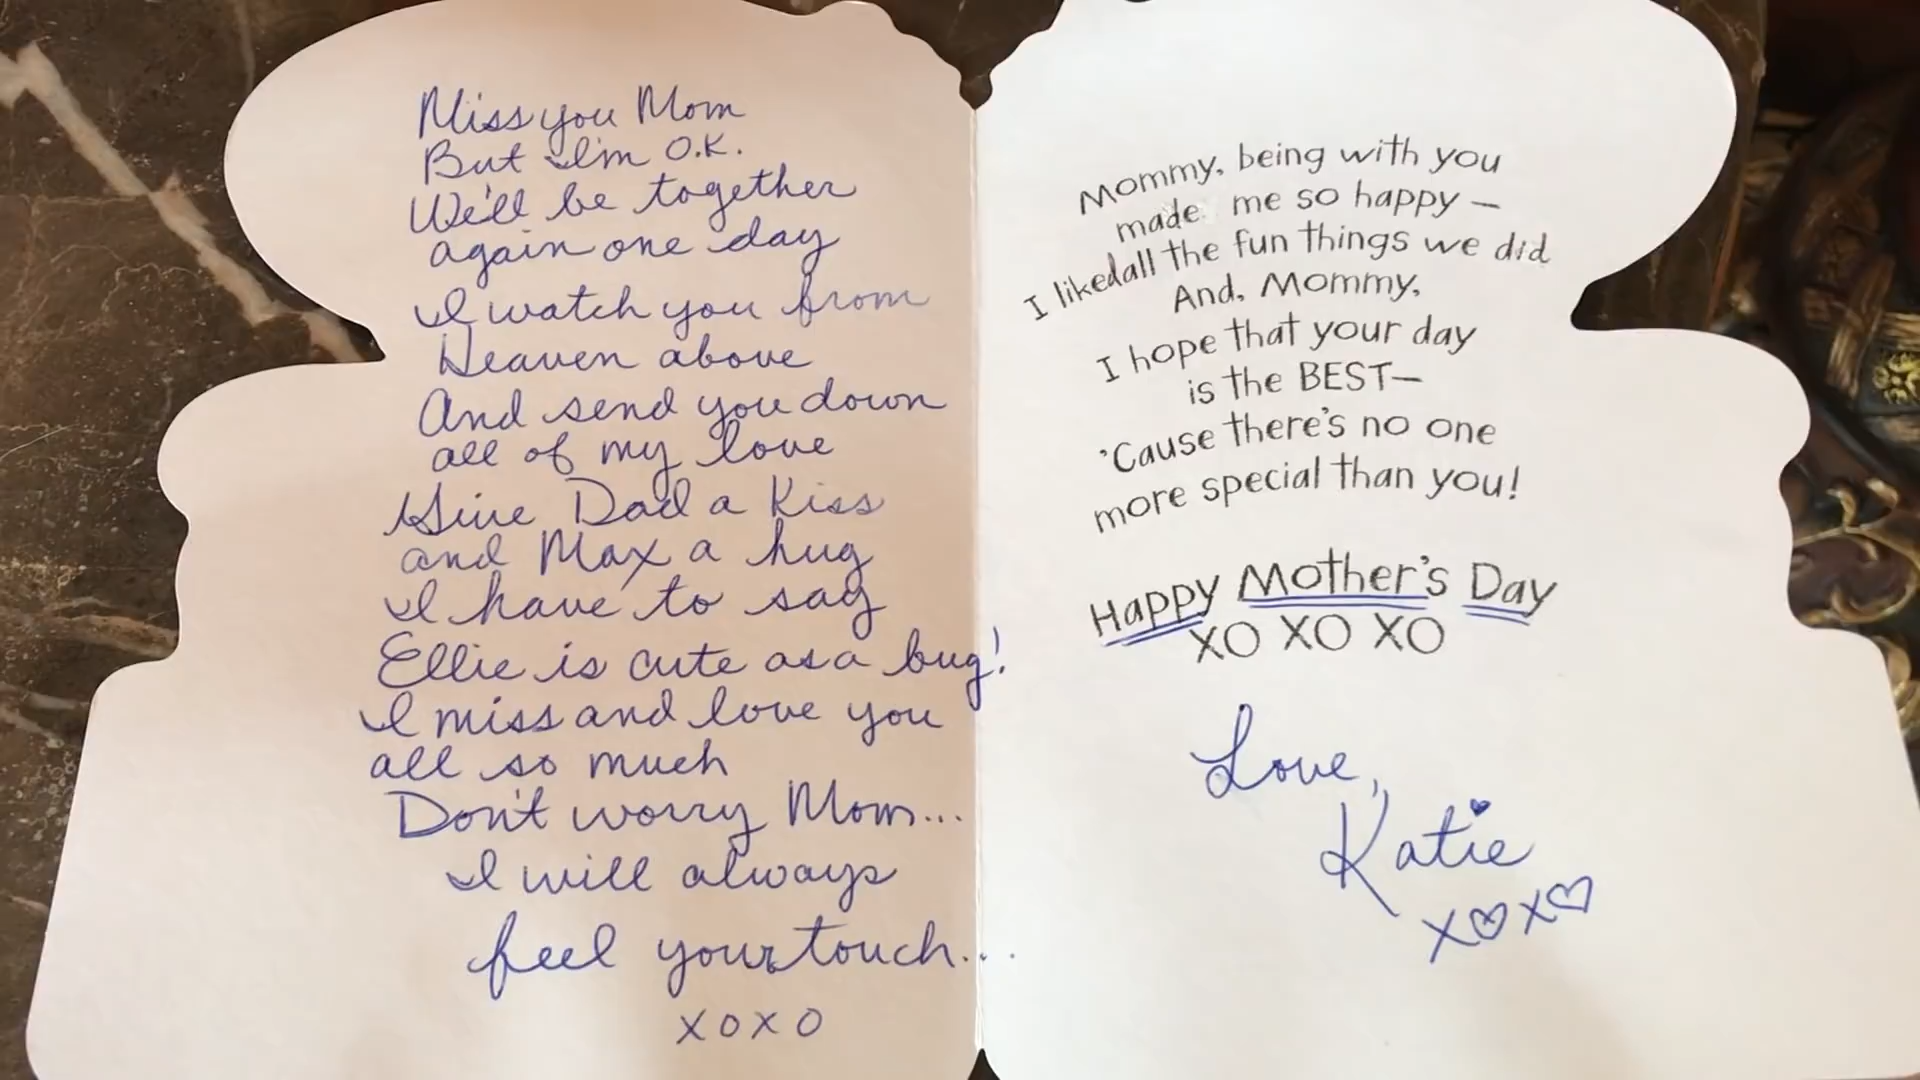 Miss you Mom
But I'm O.K.
We'll be together
again one day
I watch you from
Heaven above
And send you down
all of my love
Give Dad a Kiss
and Max a hug
I have to say
Ellie is cute as a bug!
I miss and love you
all so much
Don't worry Mom...
I will always
feel your touch...
xoxo
Mommy, being with you
made me so happy—
I likedall the fun things we did
And, Mommy,
I hope that your day
is the BEST—
'Cause there's no one
more special than you!
Happy Mother's Day
XO XO XO
Love,
Katie
X♡X♡